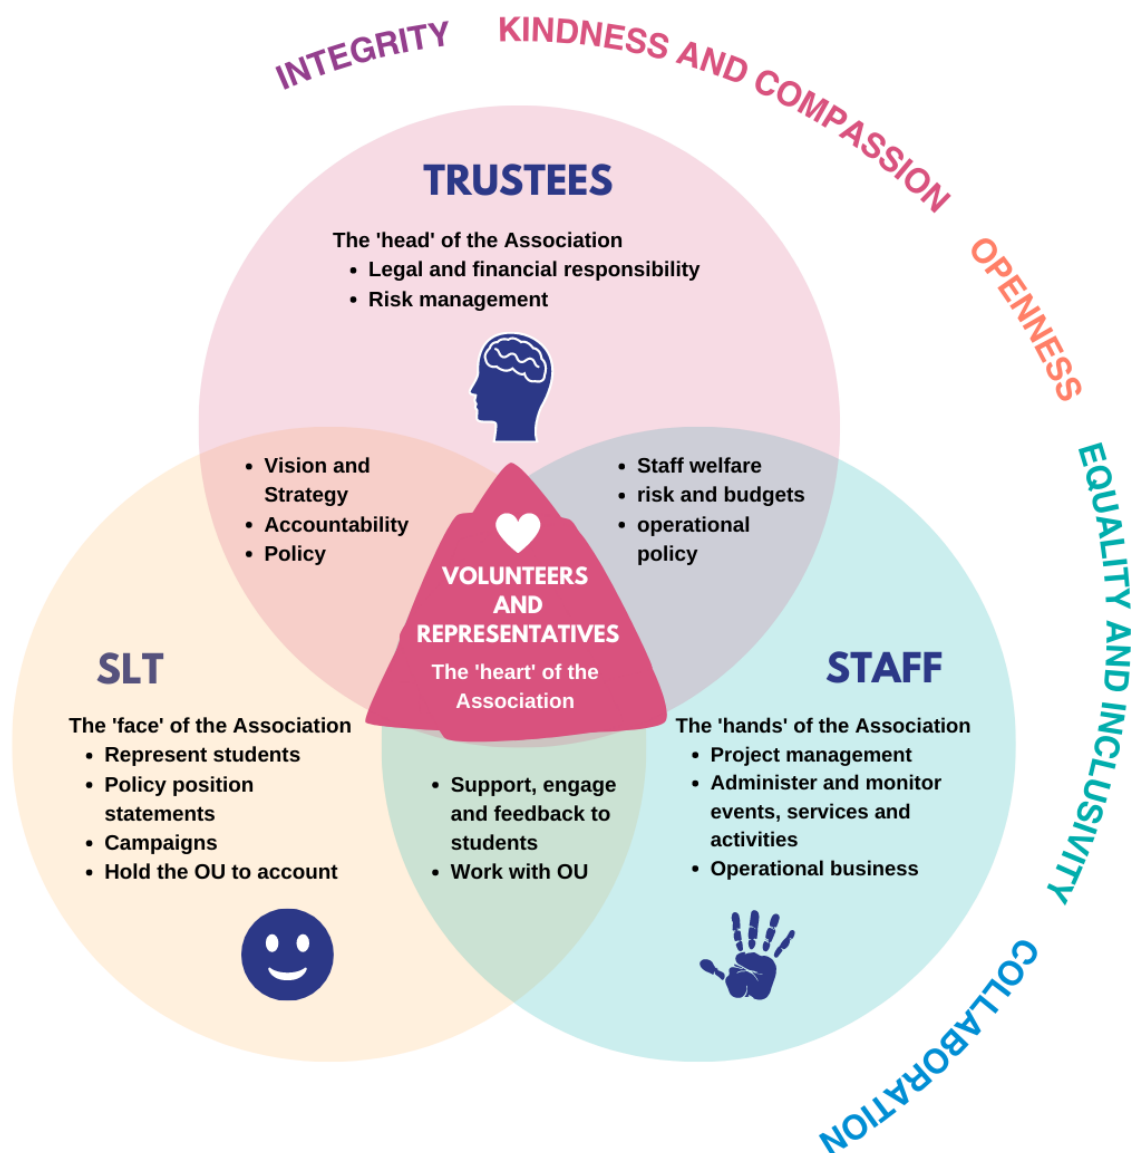 INTEGRITY
KINDNESS AND COMPASSION
OPENNESS
EQUALITY AND INCLUSIVITY
COLLABORATION
TRUSTEES
The 'head' of the Association
• Legal and financial responsibility
• Risk management
• Vision and
Strategy
• Accountability
• Policy
• Staff welfare
• risk and budgets
• operational
policy
VOLUNTEERS
AND
REPRESENTATIVES
The 'heart' of the
Association
SLT
The 'face' of the Association
• Represent students
• Policy position
statements
• Campaigns
• Hold the OU to account
• Support, engage
and feedback to
students
• Work with OU
STAFF
The 'hands' of the Association
• Project management
• Administer and monitor
events, services and
activities
• Operational business